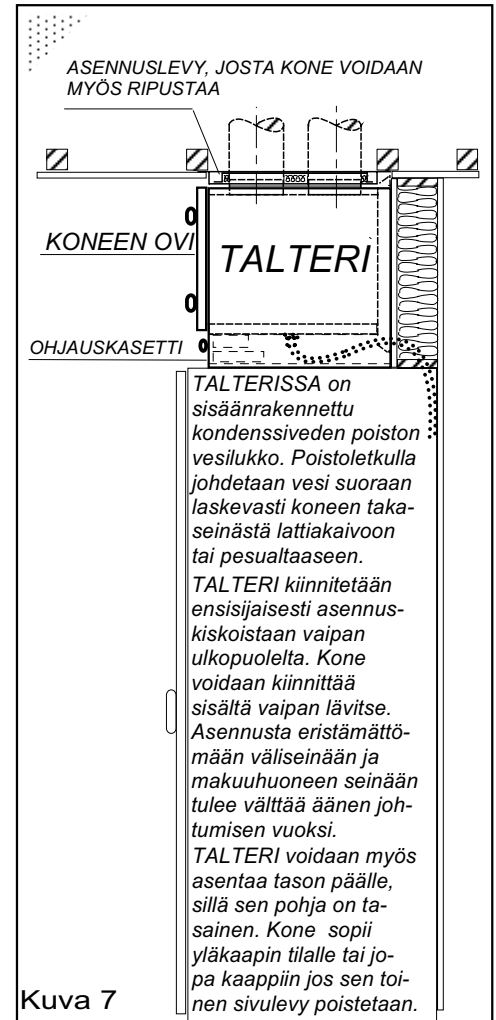 ASENNUSLEVY, JOSTA KONE VOIDAAN
MYÖS RIPUSTAA
KONEEN OVI
TALTERI
OHJAUSKASETTI
TALTERISSA on
sisäänrakennettu
kondenssiveden poiston
vesilukko. Poistoletkulla
johdetaan vesi suoraan
laskevasti koneen taka-
seinästä lattiakaivoon
tai pesualtaaseen.
TALTERI kiinnitetään
ensisijaisesti asennus-
kiskoistaan vaipan
ulkopuolelta. Kone
voidaan kiinnittää
sisältä vaipan lävitse.
Asennusta eristämättö-
mään väliseinään ja
makuuhuoneen seinään
tulee välttää äänen joh-
tumisen vuoksi.
TALTERI voidaan myös
asentaa tason päälle,
sillä sen pohja on ta-
sainen. Kone sopii
yläkaapin tilalle tai jo-
pa kaappiin jos sen toi-
nen sivulevy poistetaan.
Kuva 7